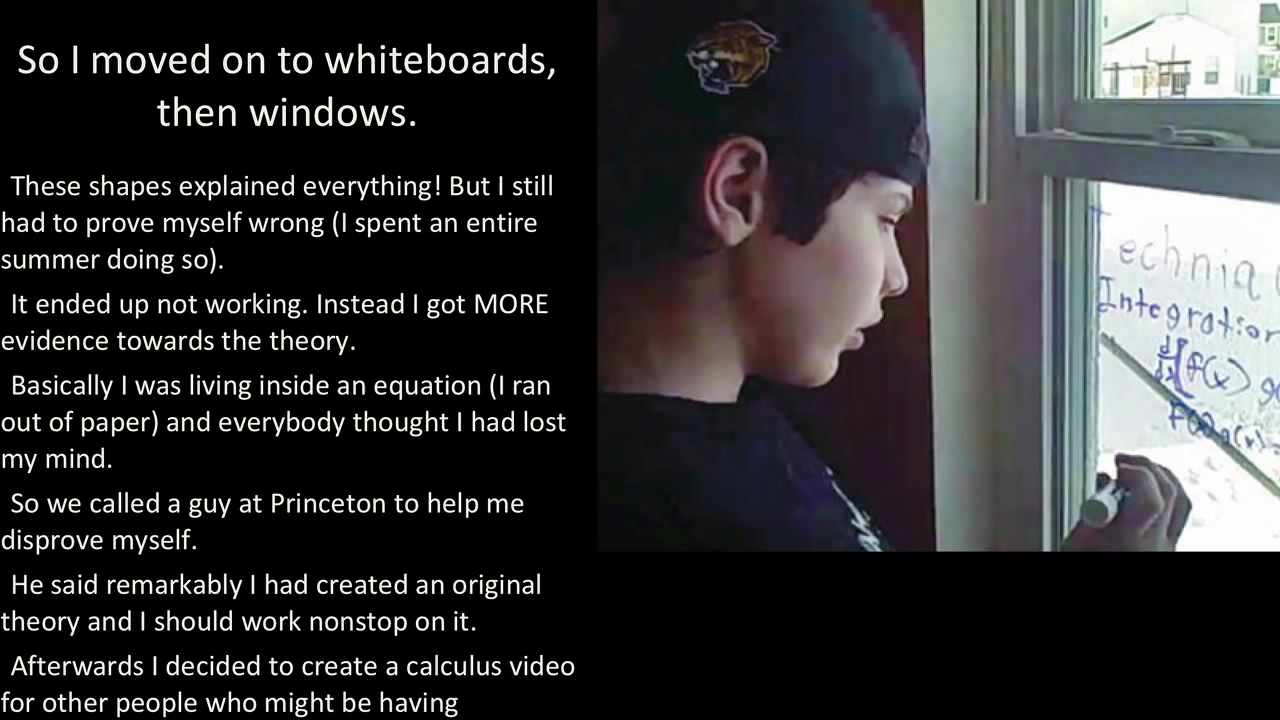 So I moved on to whiteboards,
then windows.
These shapes explained everything! But I still
had to prove myself wrong (I spent an entire
summer doing so).
It ended up not working. Instead I got MORE
evidence towards the theory.
Basically I was living inside an equation (I ran
out of paper) and everybody thought I had lost
my mind.
So we called a guy at Princeton to help me
disprove myself.
He said remarkably I had created an original
theory and I should work nonstop on it.
Afterwards I decided to create a calculus video
for other people who might be having
Techniq
Integration
f(x)